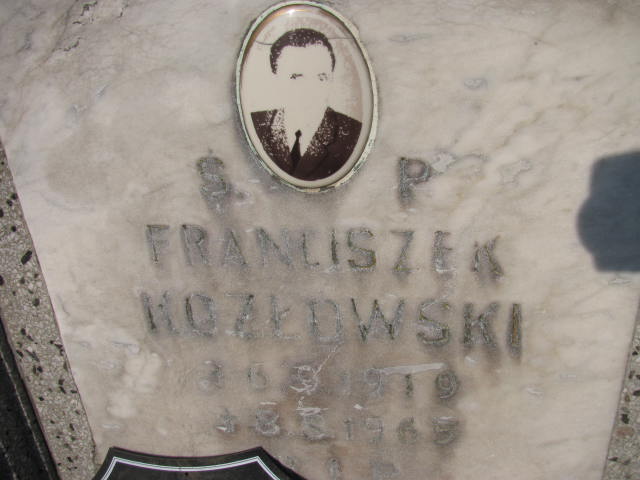 Ś P
FRANCISZEK
KOZŁOWSKI
1919
1965